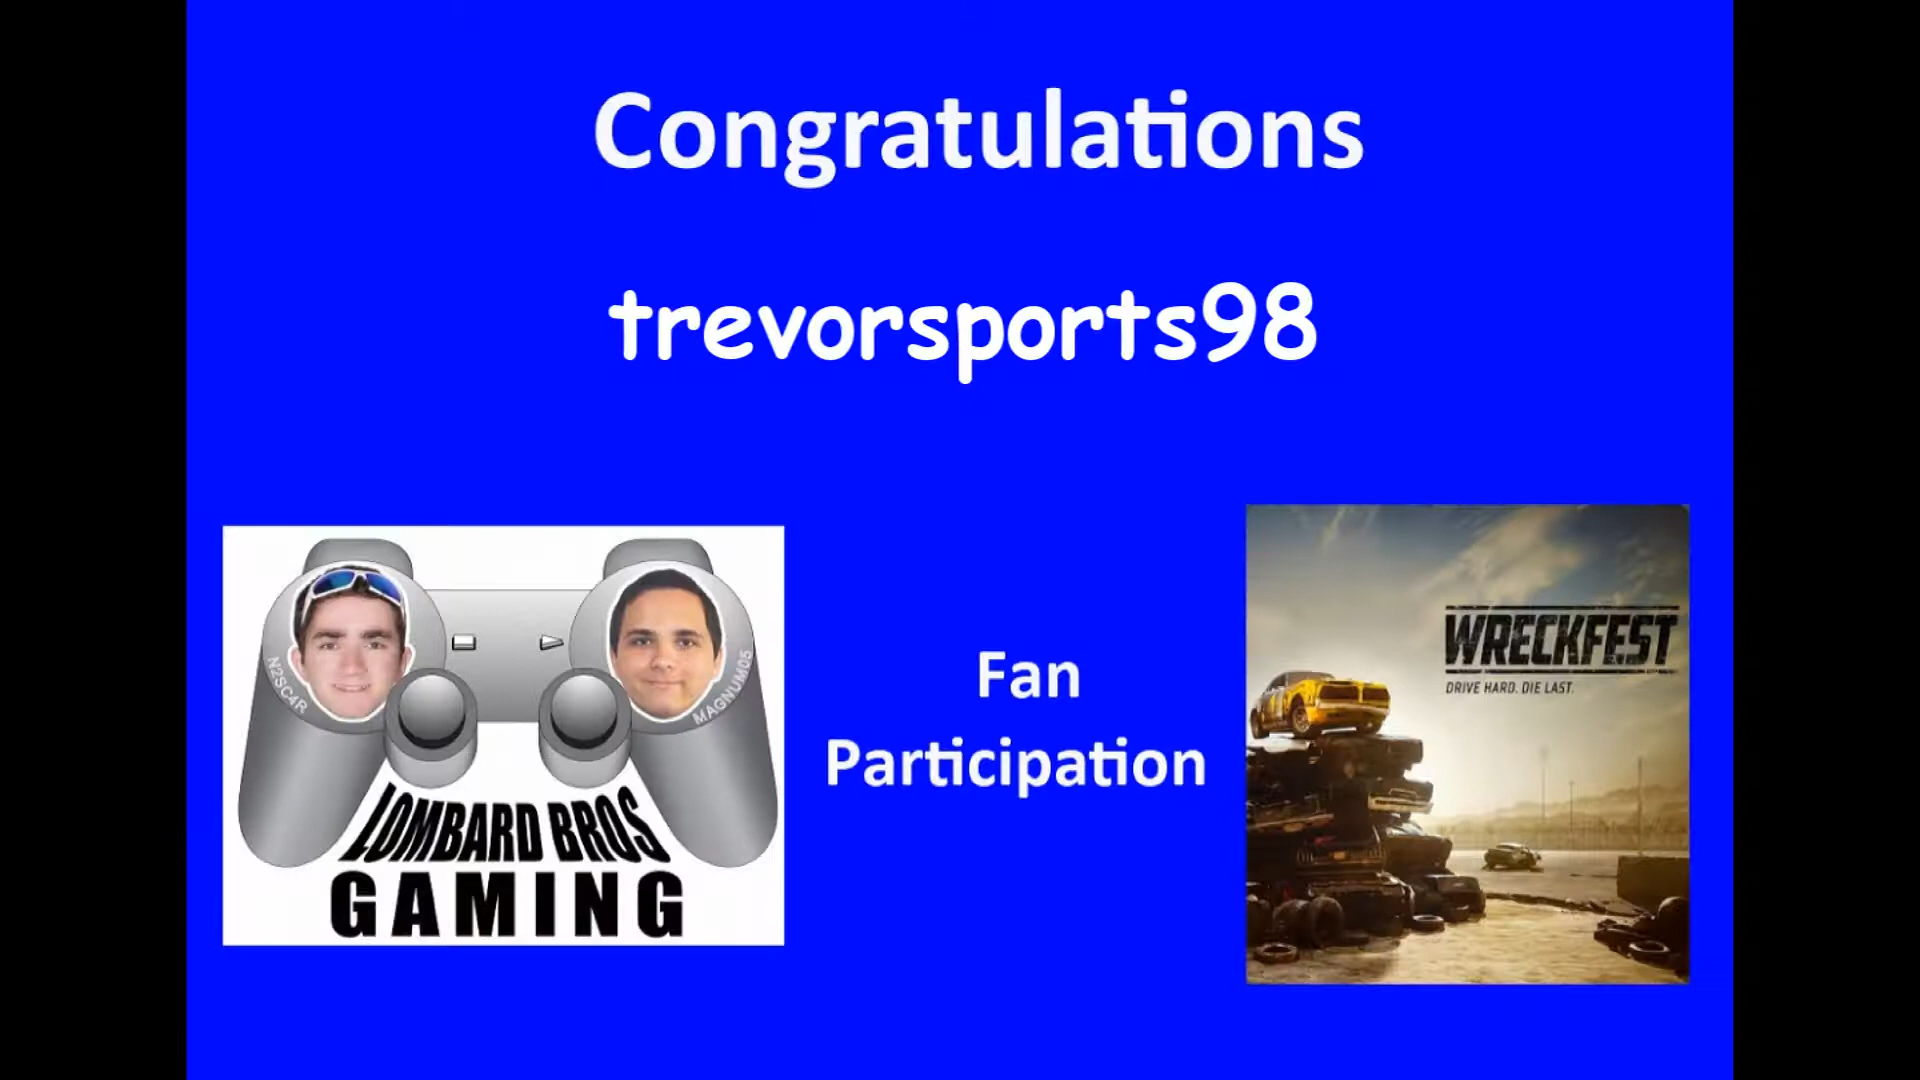 Congratulations
trevorsports98
N2SC4R
MAGNUM05
LOMBARD BROS
GAMING
Fan
Participation
WRECKFEST
DRIVE HARD. DIE LAST.